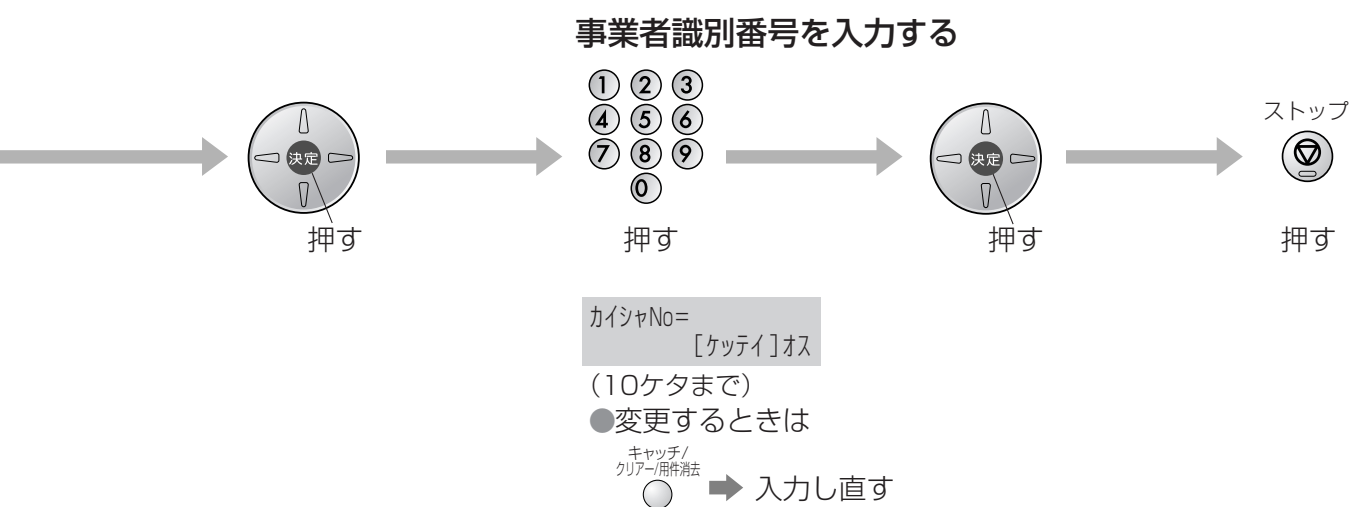 事業者識別番号を入力する
決定
押す
1 2 3
4 5 6
7 8 9
0
押す
決定
押す
ストップ
押す
カイシャNo=
[ケッテイ]オス
(10ケタまで)
●変更するときは
キャッチ/
クリアー/用件消去
入力し直す